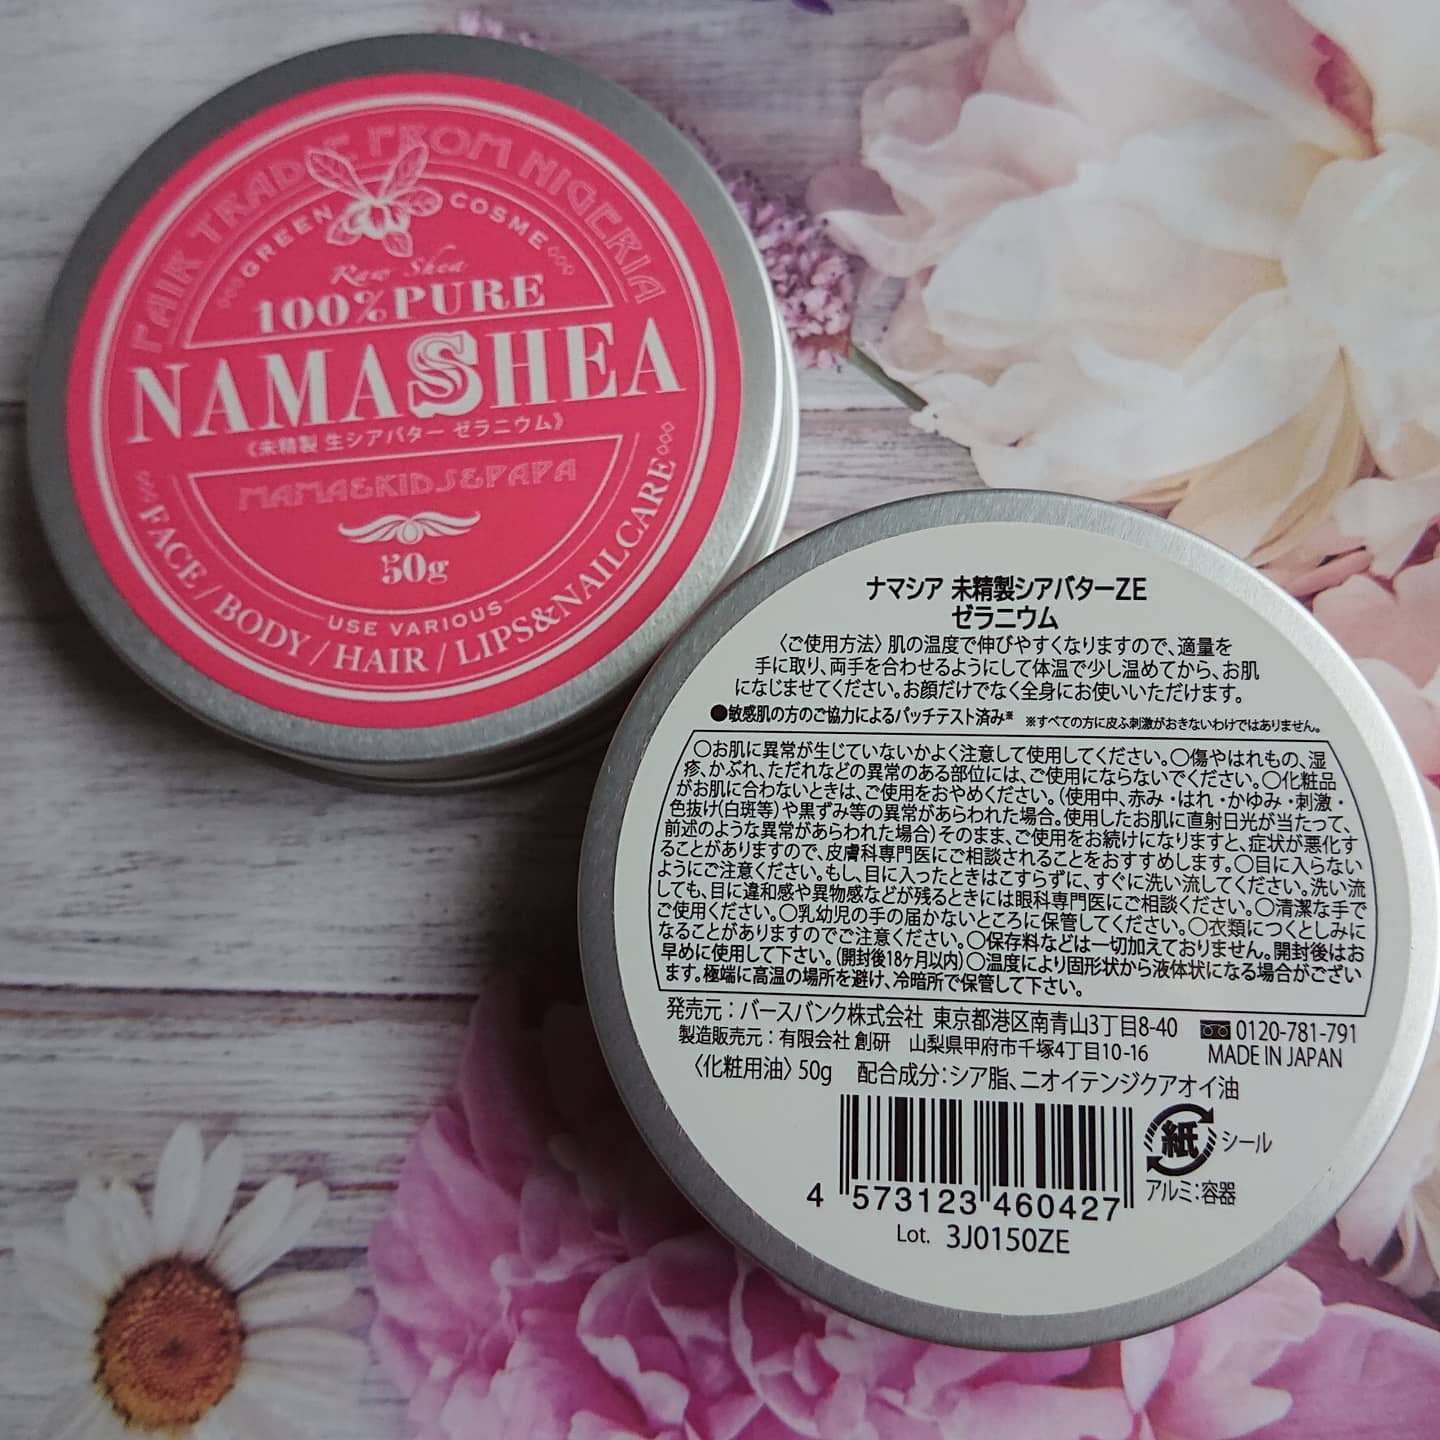 FAIR TRADE FROM NIGERIA
GREEN COSME
Raw Shea
100%PURE
NAMASHEA
《未精製 生シアバター ゼラニウム》
MAMA&KIDS&PAPA
50g
USE VARIOUS
FACE / BODY / HAIR / LIPS&NAILCARE
ナマシア 未精製シアバターZE
ゼラニウム
〈ご使用方法〉肌の温度で伸びやすくなりますので、適量を
手に取り、両手を合わせるようにして体温で少し温めてから、お肌
になじませてください。お顔だけでなく全身にお使いいただけます。
●敏感肌の方のご協力によるパッチテスト済み※ ※すべての方に皮ふ刺激がおきないわけではありません。
○お肌に異常が生じていないかよく注意して使用してください。○傷やはれもの、湿
疹、かぶれ、ただれなどの異常のある部位には、ご使用にならないでください。○化粧品
がお肌に合わないときは、ご使用をおやめください。（使用中、赤み・はれ・かゆみ・刺激・
色抜け（白斑等）や黒ずみ等の異常があらわれた場合。使用したお肌に直射日光が当たって、
前述のような異常があらわれた場合）そのまま、ご使用をお続けになりますと、症状が悪化す
ることがありますので、皮膚科専門医にご相談されることをおすすめします。○目に入らない
ようにご注意ください。もし、目に入ったときはこすらずに、すぐに洗い流してください。洗い流
しても、目に違和感や異物感などが残るときには眼科専門医にご相談ください。○清潔な手で
ご使用ください。○乳幼児の手の届かないところに保管してください。○衣類につくとしみに
なることがありますのでご注意ください。○保存料などは一切加えておりません。開封後はお
早めに使用して下さい。（開封後18ヶ月以内）○温度により固形状から液体状になる場合がござい
ます。極端に高温の場所を避け、冷暗所で保管して下さい。
発売元：バースバンク株式会社 東京都港区南青山3丁目8-40 0120-781-791
製造販売元：有限会社 創研 山梨県甲府市千塚4丁目10-16 MADE IN JAPAN
〈化粧用油〉50g 配合成分：シア脂、ニオイテンジクアオイ油
紙 シール
アルミ：容器
4 573123 460427
Lot. 3J0150ZE